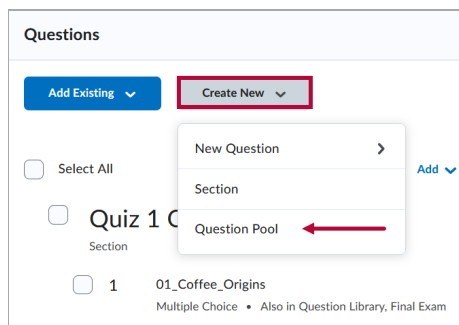 Questions
Add Existing
Create New
New Question
Select All
Add
Section
Quiz 1 C
Question Pool
Section
1
01_Coffee_Origins
Multiple Choice • Also in Question Library, Final Exam